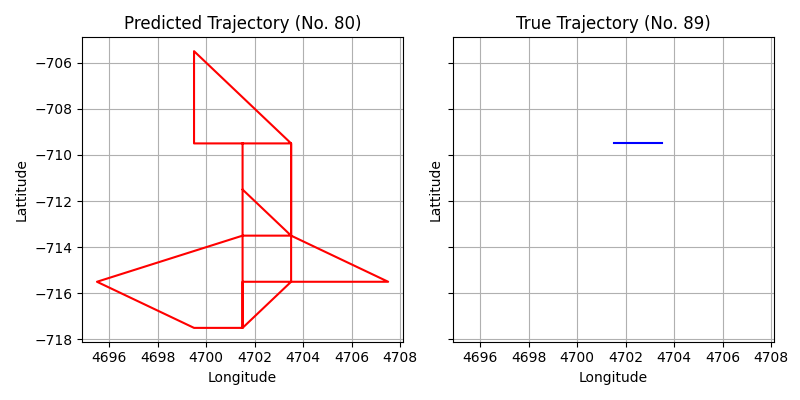 Predicted Trajectory (No. 80)
True Trajectory (No. 89)
Lattitude
−706
−708
−710
−712
−714
−716
−718
4696 4698 4700 4702 4704 4706 4708
Longitude
Lattitude
4696 4698 4700 4702 4704 4706 4708
Longitude